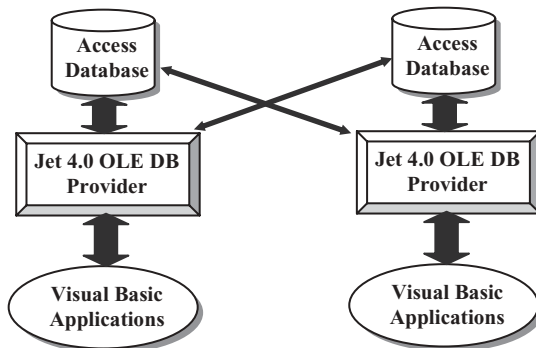 Access
Database
Access
Database
Jet 4.0 OLE DB
Provider
Jet 4.0 OLE DB
Provider
Visual Basic
Applications
Visual Basic
Applications